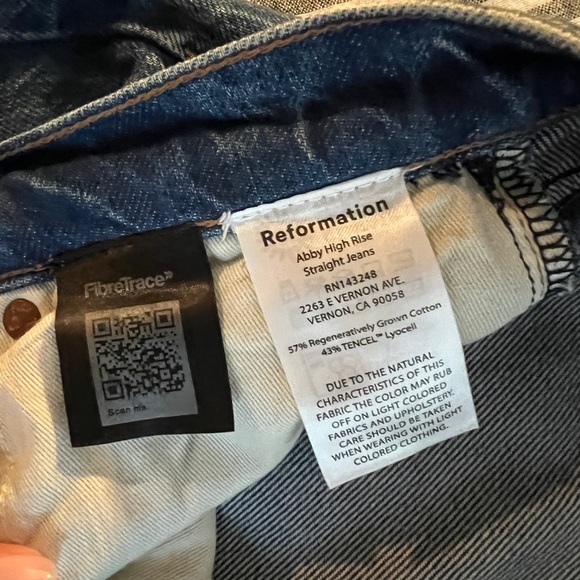 FibreTrace»
Scan me
Reformation
Abby High Rise
Straight Jeans
RN143248
2263 E VERNON AVE.
VERNON, CA 90058
57% Regeneratively Grown Cotton
43% TENCEL™ Lyocell
DUE TO THE NATURAL
CHARACTERISTICS OF THIS
FABRIC THE COLOR MAY RUB
OFF ON LIGHT COLORED
FABRICS AND UPHOLSTERY.
CARE SHOULD BE TAKEN
WHEN WEARING WITH LIGHT
COLORED CLOTHING.